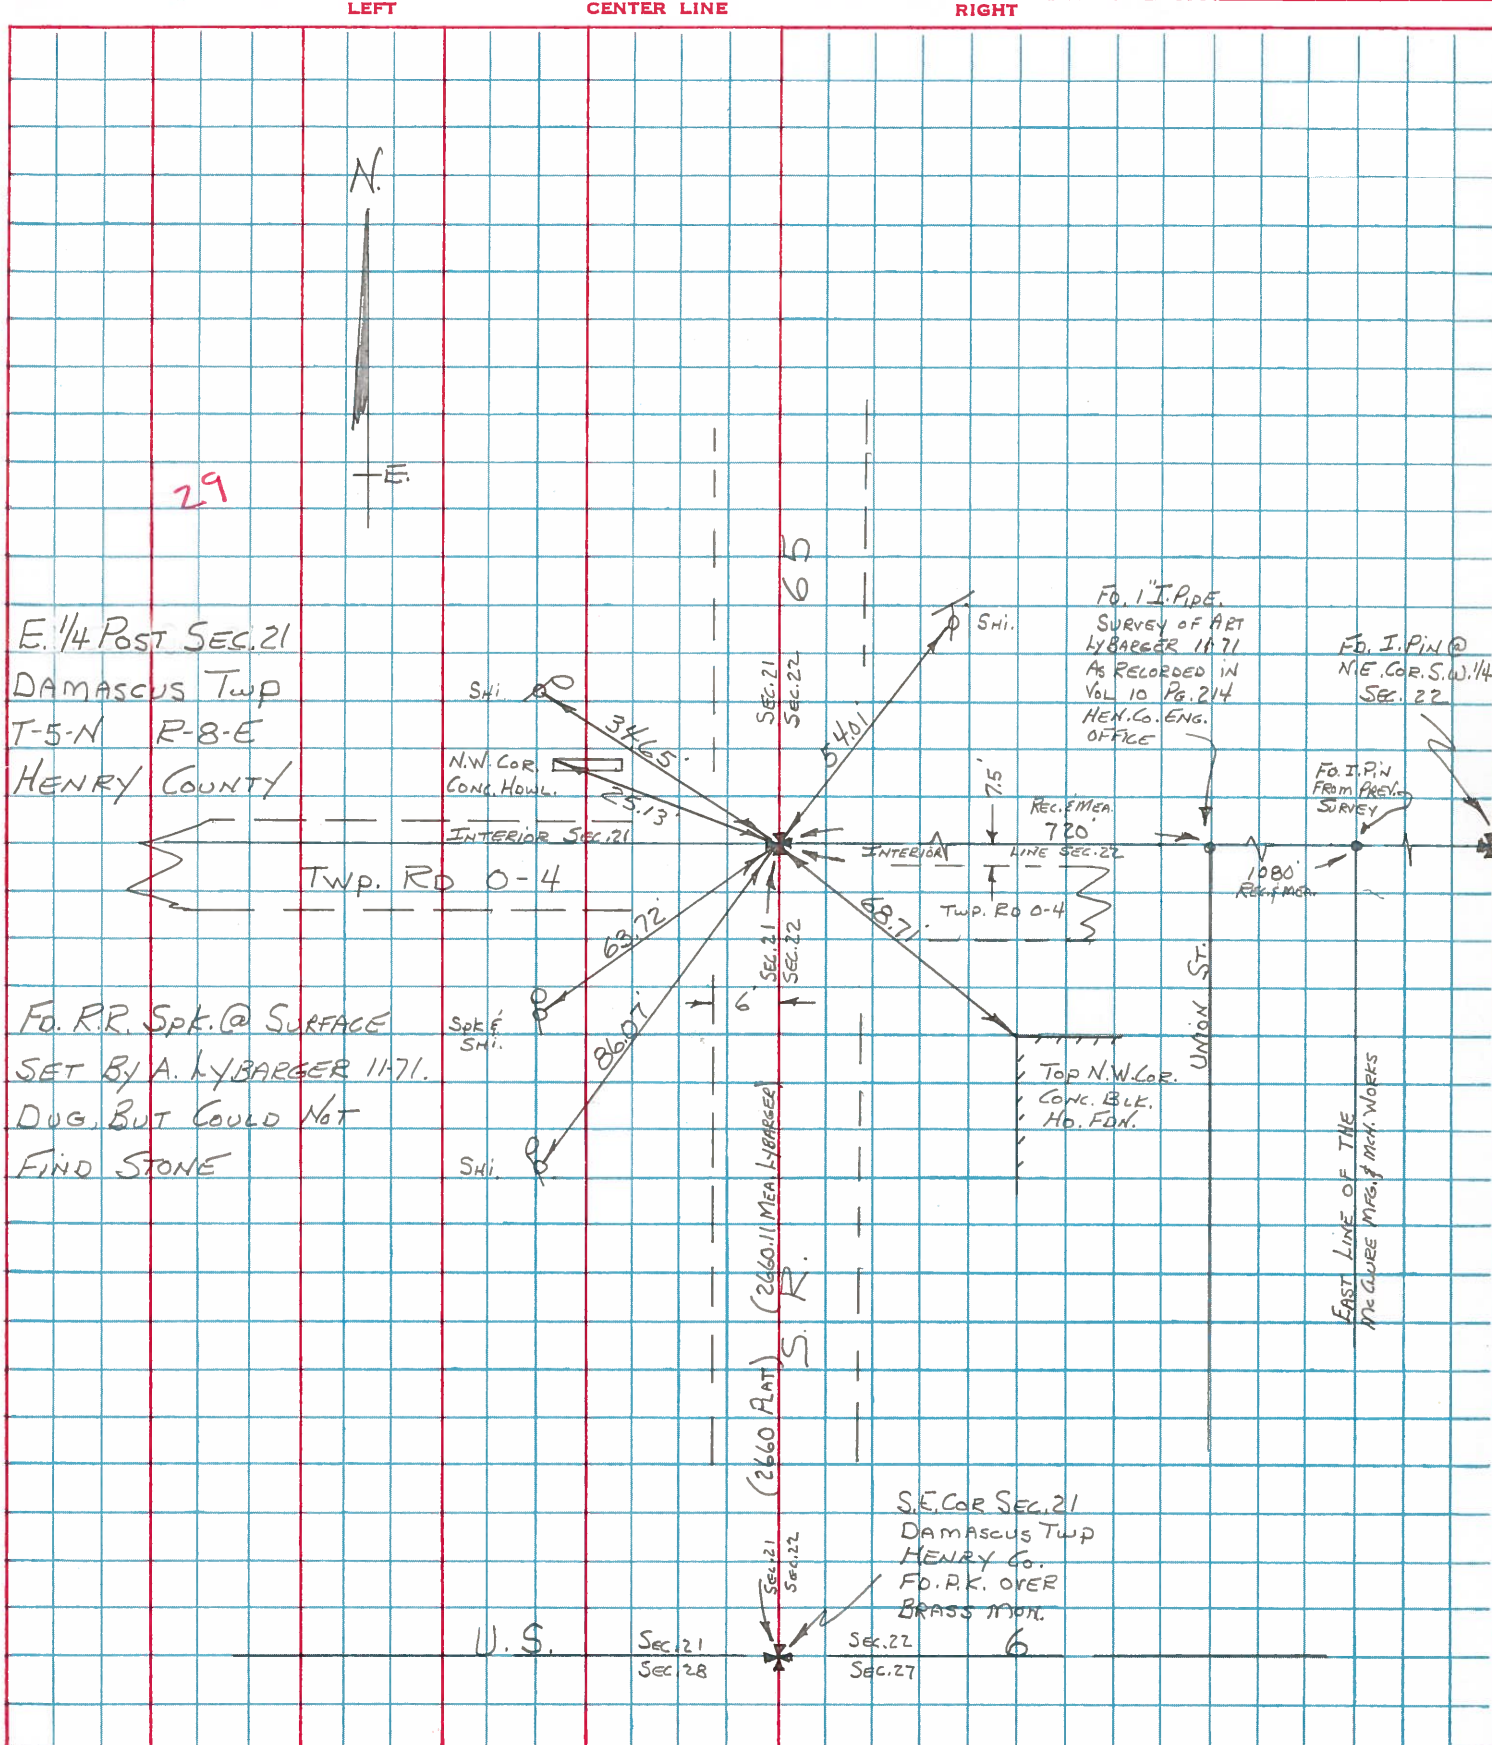 LEFT CENTER LINE RIGHT
N.
E.
29
65
E. 1/4 POST SEC. 21
DAMASCUS TWP
T-5-N R-8-E
HENRY COUNTY
SHI.
34.65'
N.W. COR.
CONC. HDWL.
25.13'
SEC. 21
SEC. 22
SHI.
54.01'
FD. 1" I. PIPE.
SURVEY OF ART
LYBARGER 11-71
AS RECORDED IN
VOL 10 PG. 214
HEN. CO. ENG.
OFFICE
FD. I. PIN @
N.E. COR. S.W. 1/4
SEC. 22
FD. I. PIN
FROM PREV.
SURVEY
7.5'
REC. & MEA.
720'
INTERIOR SEC. 21
INTERIOR LINE SEC. 22
TWP. RD O-4
TWP. RD O-4
1080'
REC. & MEA.
63.72'
68.71'
SEC. 21
SEC. 22
6'
86.07'
FD. R.R. SPK. @ SURFACE
SET BY A. LYBARGER 11-71.
DUG, BUT COULD NOT
FIND STONE
SPK &
SHI.
SHI.
TOP N.W. COR.
CONC. BLK.
HO. FDN.
UNION ST.
EAST LINE OF THE
MCCLURE MFG. & MCH. WORKS
(2660 PLAT) (2660.11 MEA. LYBARGER)
S. R.
SEC. 21
SEC. 22
S.E. COR SEC. 21
DAMASCUS TWP
HENRY CO.
FD. P.K. OVER
BRASS MON.
U.S. 6
SEC. 21
SEC. 28
SEC. 22
SEC. 27